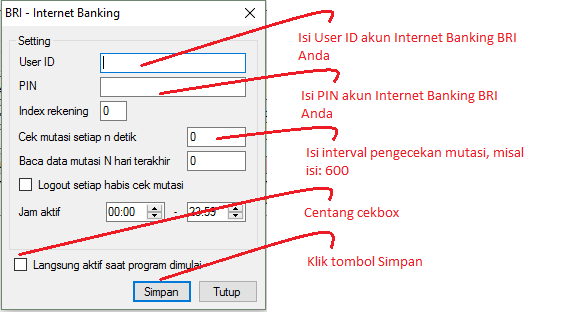 BRI - Internet Banking
Setting
User ID
Isi User ID akun Internet Banking BRI
Anda
PIN
Isi PIN akun Internet Banking BRI
Anda
Index rekening 0
Cek mutasi setiap n detik 0
Isi interval pengecekan mutasi, misal
isi: 600
Baca data mutasi N hari terakhir 0
Logout setiap habis cek mutasi
Jam aktif 00:00 - 23:59
Centang cekbox
Langsung aktif saat program dimulai
Klik tombol Simpan
Simpan Tutup